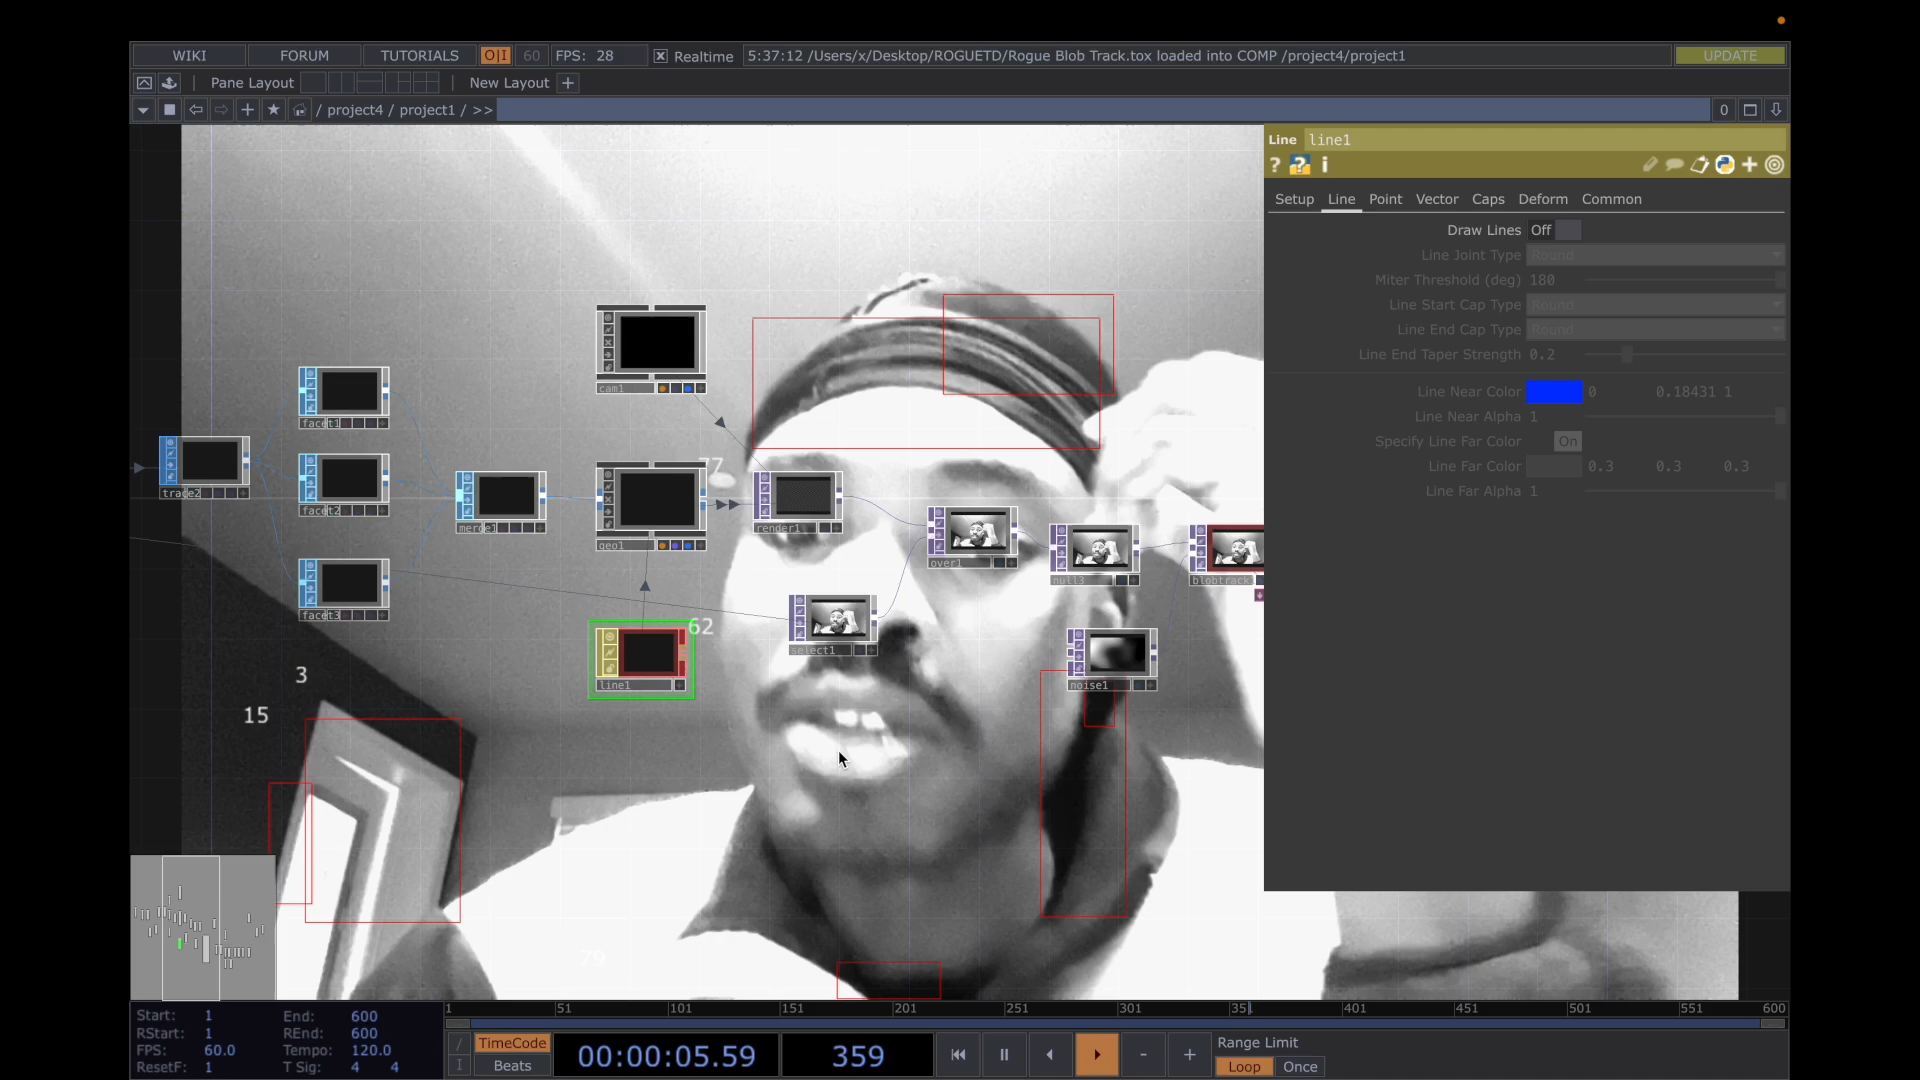 WIKI FORUM TUTORIALS O|I 60 FPS: 28 Realtime 5:37:12 /Users/x/Desktop/ROGUETD/Rogue Blob Track.tox loaded into COMP /project4/project1 UPDATE
Pane Layout New Layout +
/ project4 / project1 / >> 0
Line line1
? ? i
Setup Line Point Vector Caps Deform Common
Draw Lines Off
Line Joint Type Round
Miter Threshold (deg) 180
Line Start Cap Type Round
Line End Cap Type Round
Line End Taper Strength 0.2
Line Near Color 0 0.18431 1
Line Near Alpha 1
Specify Line Far Color On
Line Far Color 0.3 0.3 0.3
Line Far Alpha 1
cam1
facet1
77
trace2
facet2
merge1
render1
geo1
over1
null3
blobtrack
facet3
62
select1
line1
noise1
3
15
79
1 51 101 151 201 251 301 351 401 451 501 551 600
Start: 1 End: 600
RStart: 1 REnd: 600
FPS: 60.0 Tempo: 120.0
ResetF: 1 T Sig: 4 4
TimeCode
Beats
00:00:05.59 359
Range Limit
Loop Once